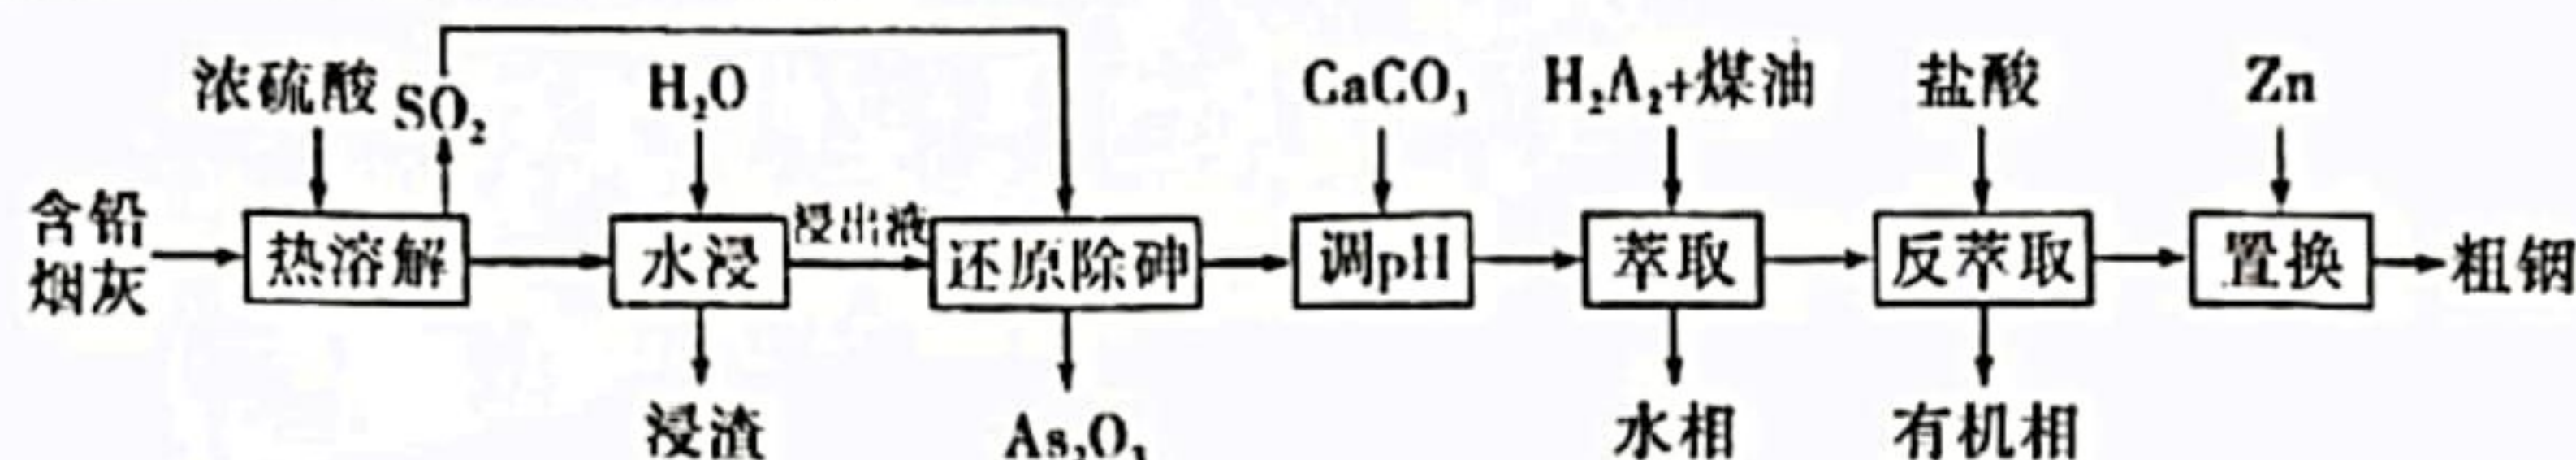 浓硫酸
SO₂
H₂O
CaCO₃
H₂A₂+煤油
盐酸
Zn
含铅
烟灰
热溶解
水浸
浸出液
还原除砷
调pH
萃取
反萃取
置换
粗铟
浸渣
As₂O₃
水相
有机相